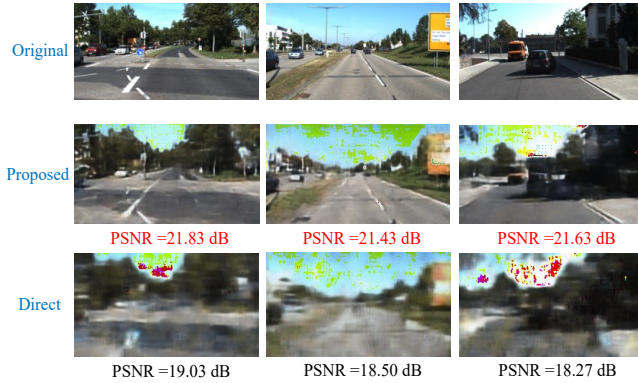 Original
Proposed
PSNR =21.83 dB PSNR =21.43 dB PSNR =21.63 dB
Direct
PSNR =19.03 dB PSNR =18.50 dB PSNR =18.27 dB